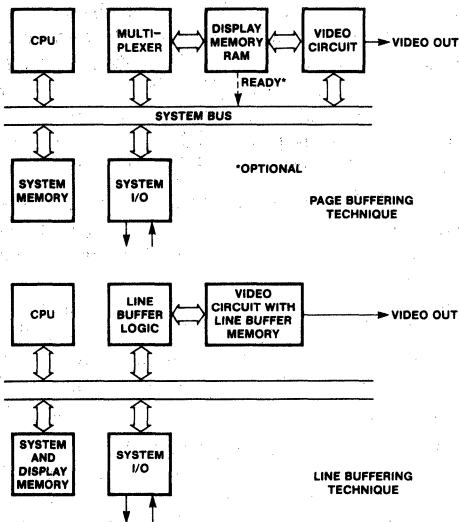 CPU
MULTI-
PLEXER
DISPLAY
MEMORY
RAM
VIDEO
CIRCUIT
VIDEO OUT
READY*
SYSTEM BUS
SYSTEM
MEMORY
SYSTEM
I/O
*OPTIONAL
PAGE BUFFERING
TECHNIQUE
CPU
LINE
BUFFER
LOGIC
VIDEO
CIRCUIT WITH
LINE BUFFER
MEMORY
VIDEO OUT
SYSTEM
AND
DISPLAY
MEMORY
SYSTEM
I/O
LINE BUFFERING
TECHNIQUE